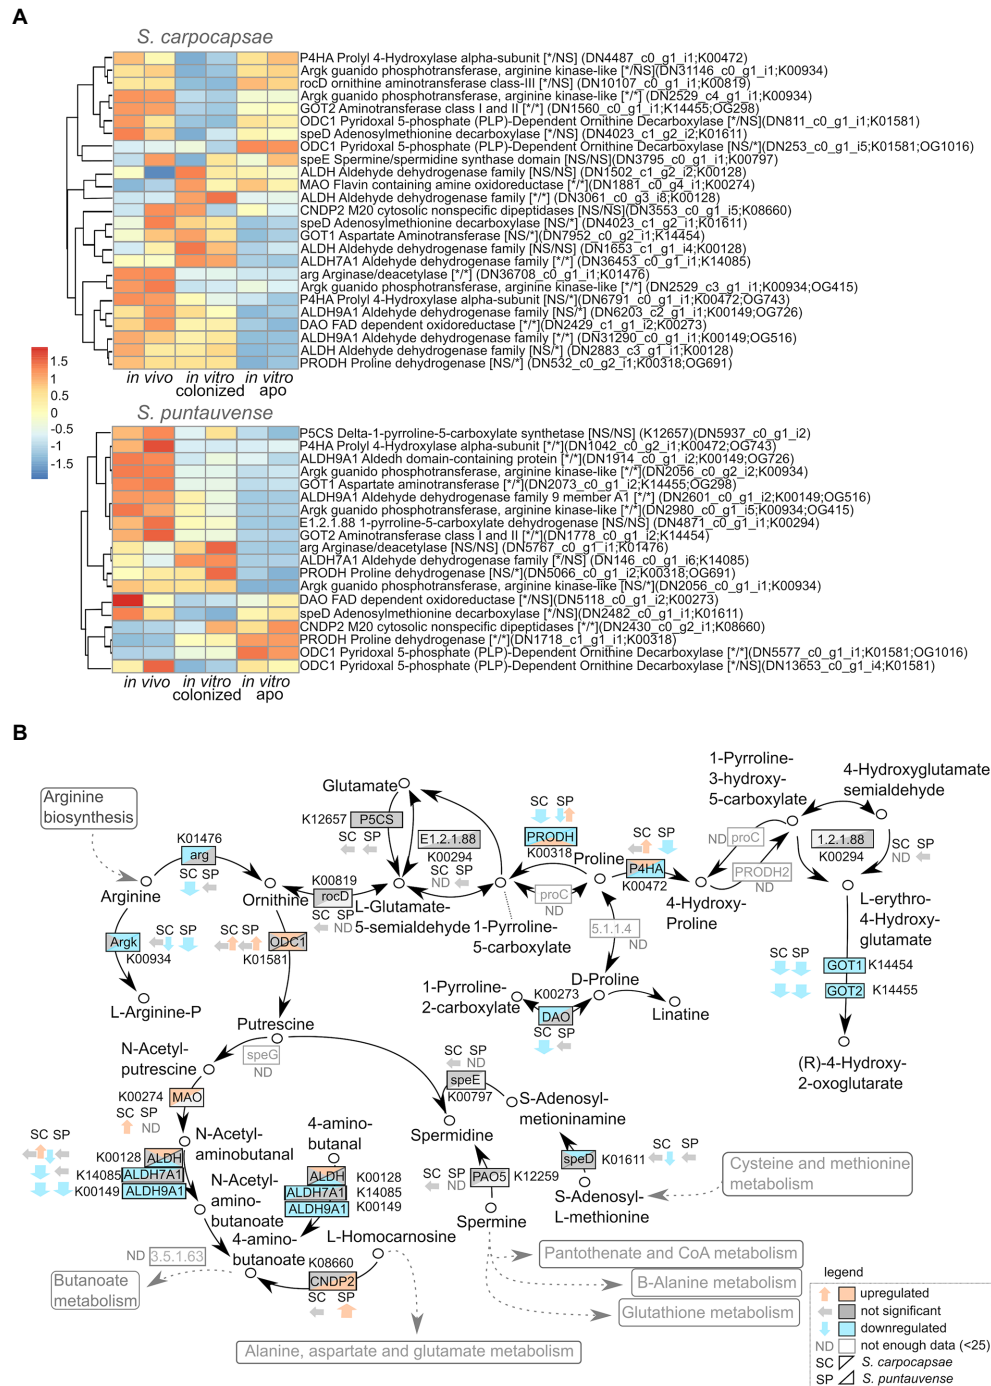 A
S. carpocapsae
P4HA Prolyl 4-Hydroxylase alpha-subunit [*/NS] (DN4487_c0_g1_i1;K00472)
Argk guanido phosphotransferase, arginine kinase-like [*/NS](DN31146_c0_g1_i1;K00934)
rocD ornithine aminotransferase class-III [*/NS] (DN10107_c0_g1_i1;K00819)
Argk guanido phosphotransferase, arginine kinase-like [*/*] (DN2529_c4_g1_i1;K00934)
GOT2 Aminotransferase class I and II [*/*] (DN1560_c0_g1_i1;K14455;OG298)
ODC1 Pyridoxal 5-phosphate (PLP)-Dependent Ornithine Decarboxylase [*/NS](DN811_c0_g1_i1;K01581)
speD Adenosylmethionine decarboxylase [*/*] (DN4023_c1_g2_i2;K01611)
ODC1 Pyridoxal 5-phosphate (PLP)-Dependent Ornithine Decarboxylase [NS/*](DN253_c0_g1_i5;K01581;OG1016)
speE Spermine/spermidine synthase domain [NS/NS](DN3795_c0_g1_i1;K00797)
ALDH Aldehyde dehydrogenase family [NS/NS] (DN1502_c1_g2_i2;K00128)
MAO Flavin containing amine oxidoreductase [*/*](DN1881_c0_g4_i1;K00274)
ALDH Aldehyde dehydrogenase family [*/*] (DN3061_c0_g3_i8;K00128)
CNDP2 M20 cytosolic nonspecific dipeptidases [NS/NS](DN3553_c0_g1_i5;K08660)
speD Adenosylmethionine decarboxylase [NS/*] (DN4023_c1_g2_i1;K01611)
GOT1 Aspartate Aminotransferase [NS/*](DN7952_c0_g2_i1;K14454)
ALDH Aldehyde dehydrogenase family [NS/NS] (DN1653_c1_g1_i4;K00128)
ALDH7A1 Aldehyde dehydrogenase family [*/*] (DN36453_c0_g1_i1;K14085)
arg Arginase/deacetylase [*/*] (DN36708_c0_g1_i1;K01476)
Argk guanido phosphotransferase, arginine kinase-like [NS/*] (DN2529_c3_g1_i1;K00934;OG415)
P4HA Prolyl 4-Hydroxylase alpha-subunit [NS/*](DN6791_c0_g1_i1;K00472;OG743)
ALDH9A1 Aldehyde dehydrogenase family [NS/*] (DN6203_c2_g1_i1;K00149;OG726)
DAO FAD dependent oxidoreductase [*/*](DN2429_c1_g1_i2;K00273)
ALDH9A1 Aldehyde dehydrogenase family [*/*] (DN31290_c0_g1_i1;K00149;OG516)
ALDH Aldehyde dehydrogenase family [NS/*] (DN2883_c3_g1_i1;K00128)
PRODH Proline dehydrogenase [NS/*] (DN532_c0_g2_i1;K00318;OG691)
in vivo in vitro in vitro
colonized apo
1.5
1
0.5
0
-0.5
-1
-1.5
S. puntauvense
P5CS Delta-1-pyrroline-5-carboxylate synthetase [NS/NS] (K12657)(DN5937_c0_g1_i2)
P4HA Prolyl 4-Hydroxylase alpha-subunit [*/*](DN1042_c0_g2_i1;K00472;OG743)
ALDH9A1 Aldedh domain-containing protein [*/*](DN1914_c0_g1_i2;K00149;OG726)
Argk guanido phosphotransferase, arginine kinase-like [*/*](DN2056_c0_g2_i2;K00934)
GOT1 Aspartate aminotransferase [*/*](DN2073_c0_g2_i2;K14455;OG298)
ALDH9A1 Aldehyde dehydrogenase family 9 member A1 [*/*] (DN2601_c0_g1_i2;K00149;OG516)
Argk guanido phosphotransferase, arginine kinase-like [*/*](DN2980_c0_g1_i5;K00934;OG415)
E1.2.1.88 1-pyrroline-5-carboxylate dehydrogenase [NS/NS] (DN4871_c0_g1_i1;K00294)
GOT2 Aminotransferase class I and II [*/*](DN1778_c0_g2_i2;K14454)
arg Arginase/deacetylase [NS/NS] (DN5767_c0_g1_i1;K01476)
ALDH7A1 Aldehyde dehydrogenase family [*/NS] (DN146_c0_g1_i6;K14085)
PRODH Proline dehydrogenase [NS/*](DN5066_c0_g1_i2;K00318;OG691)
Argk guanido phosphotransferase, arginine kinase-like [NS/*](DN2056_c0_g1_i1;K00934)
DAO FAD dependent oxidoreductase [*/NS](DN5118_c0_g1_i2;K00273)
speD Adenosylmethionine decarboxylase [*/NS](DN2482_c0_g1_i1;K01611)
CNDP2 M20 cytosolic nonspecific dipeptidases [*/*](DN2430_c0_g2_i1;K08660)
PRODH Proline dehydrogenase [*/*](DN1718_c1_g1_i1;K00318)
ODC1 Pyridoxal 5-phosphate (PLP)-Dependent Ornithine Decarboxylase [*/*](DN5577_c0_g1_i1;K01581;OG1016)
ODC1 Pyridoxal 5-phosphate (PLP)-Dependent Ornithine Decarboxylase [*/NS](DN13653_c0_g1_i4;K01581)
in vivo in vitro in vitro
colonized apo
B
Arginine
biosynthesis
K01476
arg
SC SP
Arginine
Ornithine
Argk
K00934
SC SP
L-Arginine-P
SC SP
ODC1
K01581
Glutamate
K12657 P5CS
SC SP
E1.2.1.88
K00294
SC SP
ND
K00819
rocD
SC SP
ND
L-Glutamate-
5-semialdehyde
1-Pyrroline-
5-carboxylate
SC SP
PRODH
K00318
proC
ND
Proline
SC SP
P4HA
K00472
5.1.1.4
ND
4-Hydroxy-
Proline
ND proC
PRODH2
ND
1-Pyrroline-
3-hydroxy-
5-carboxylate
4-Hydroxyglutamate
semialdehyde
1.2.1.88
K00294
SC SP
ND
L-erythro-
4-Hydroxy-
glutamate
SC SP
GOT1 K14454
GOT2 K14455
(R)-4-Hydroxy-
2-oxoglutarate
D-Proline
1-Pyrroline-
2-carboxylate
K00273
DAO
SC SP
Linatine
Putrescine
speG
ND
N-Acetyl-
putrescine
K00274 MAO
SC SP
ND
N-Acetyl-
aminobutanal
SC SP
K00128 ALDH
K14085 ALDH7A1
K00149 ALDH9A1
N-Acetyl-
amino-
butanoate
4-amino-
butanal
ALDH K00128
ALDH7A1 K14085
ALDH9A1 K00149
4-amino-
butanoate
ND 3.5.1.63
Butanoate
metabolism
L-Homocarnosine
K08660
CNDP2
SC SP
Alanine, aspartate and glutamate metabolism
SC SP
ND
speE
K00797
S-Adenosyl-
metioninamine
Spermidine
SC SP
ND
PAO5 K12259
Spermine
speD K01611
SC SP
S-Adenosyl-
L-methionine
Cysteine and methionine
metabolism
Pantothenate and CoA metabolism
B-Alanine metabolism
Glutathione metabolism
legend
upregulated
not significant
downregulated
ND not enough data (<25)
SC S. carpocapsae
SP S. puntauvense